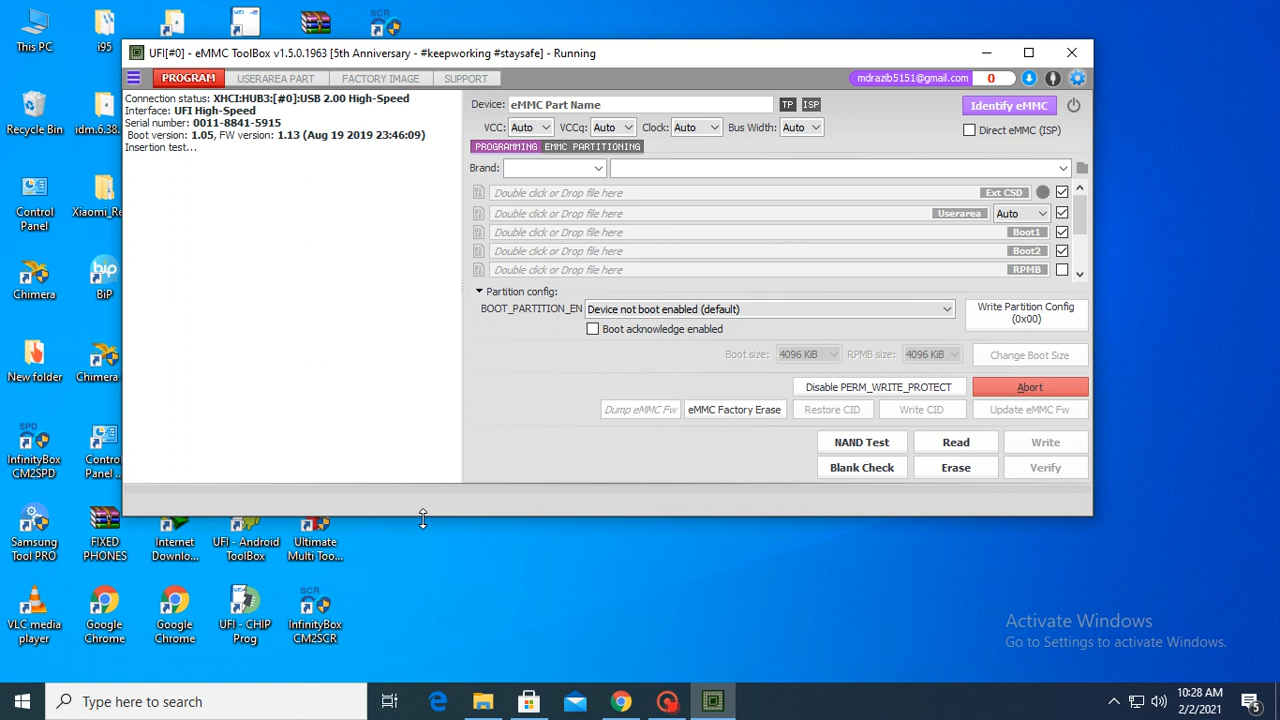 This PC
i95
SCR
UFI[#0] - eMMC ToolBox v1.5.0.1963 [5th Anniversary - #keepworking #staysafe] - Running
PROGRAM
USERAREA PART
FACTORY IMAGE
SUPPORT
mdrazib5151@gmail.com
0
Connection status: XHCI:HUB3:[#0]:USB 2.00 High-Speed
Interface: UFI High-Speed
Serial number: 0011-8841-5915
Boot version: 1.05, FW version: 1.13 (Aug 19 2019 23:46:09)
Insertion test...
Device: eMMC Part Name TP ISP Identify eMMC
VCC: Auto VCCq: Auto Clock: Auto Bus Width: Auto Direct eMMC (ISP)
PROGRAMMING EMMC PARTITIONING
Brand:
Double click or Drop file here Ext CSD
Double click or Drop file here Userarea Auto
Double click or Drop file here Boot1
Double click or Drop file here Boot2
Double click or Drop file here RPMB
Partition config:
BOOT_PARTITION_EN Device not boot enabled (default)
Write Partition Config
(0x00)
Boot acknowledge enabled
Boot size: 4096 KiB RPMB size: 4096 KiB Change Boot Size
Disable PERM_WRITE_PROTECT Abort
Dump eMMC Fw eMMC Factory Erase Restore CID Write CID Update eMMC Fw
NAND Test Read Write
Blank Check Erase Verify
Recycle Bin
idm.6.38.
Control
Panel
Xiaomi_Re
Chimera
bip
BiP
New folder
Chimera
SPD
InfinityBox
CM2SPD
Control
Panel ..
Samsung
Tool PRO
FIXED
PHONES
Internet
Downlo...
UFI - Android
ToolBox
Ultimate
Multi Too...
VLC media
player
Google
Chrome
Google
Chrome
UFI - CHIP
Prog
SCR
InfinityBox
CM2SCR
Activate Windows
Go to Settings to activate Windows.
Type here to search
10:28 AM
2/2/2021
5